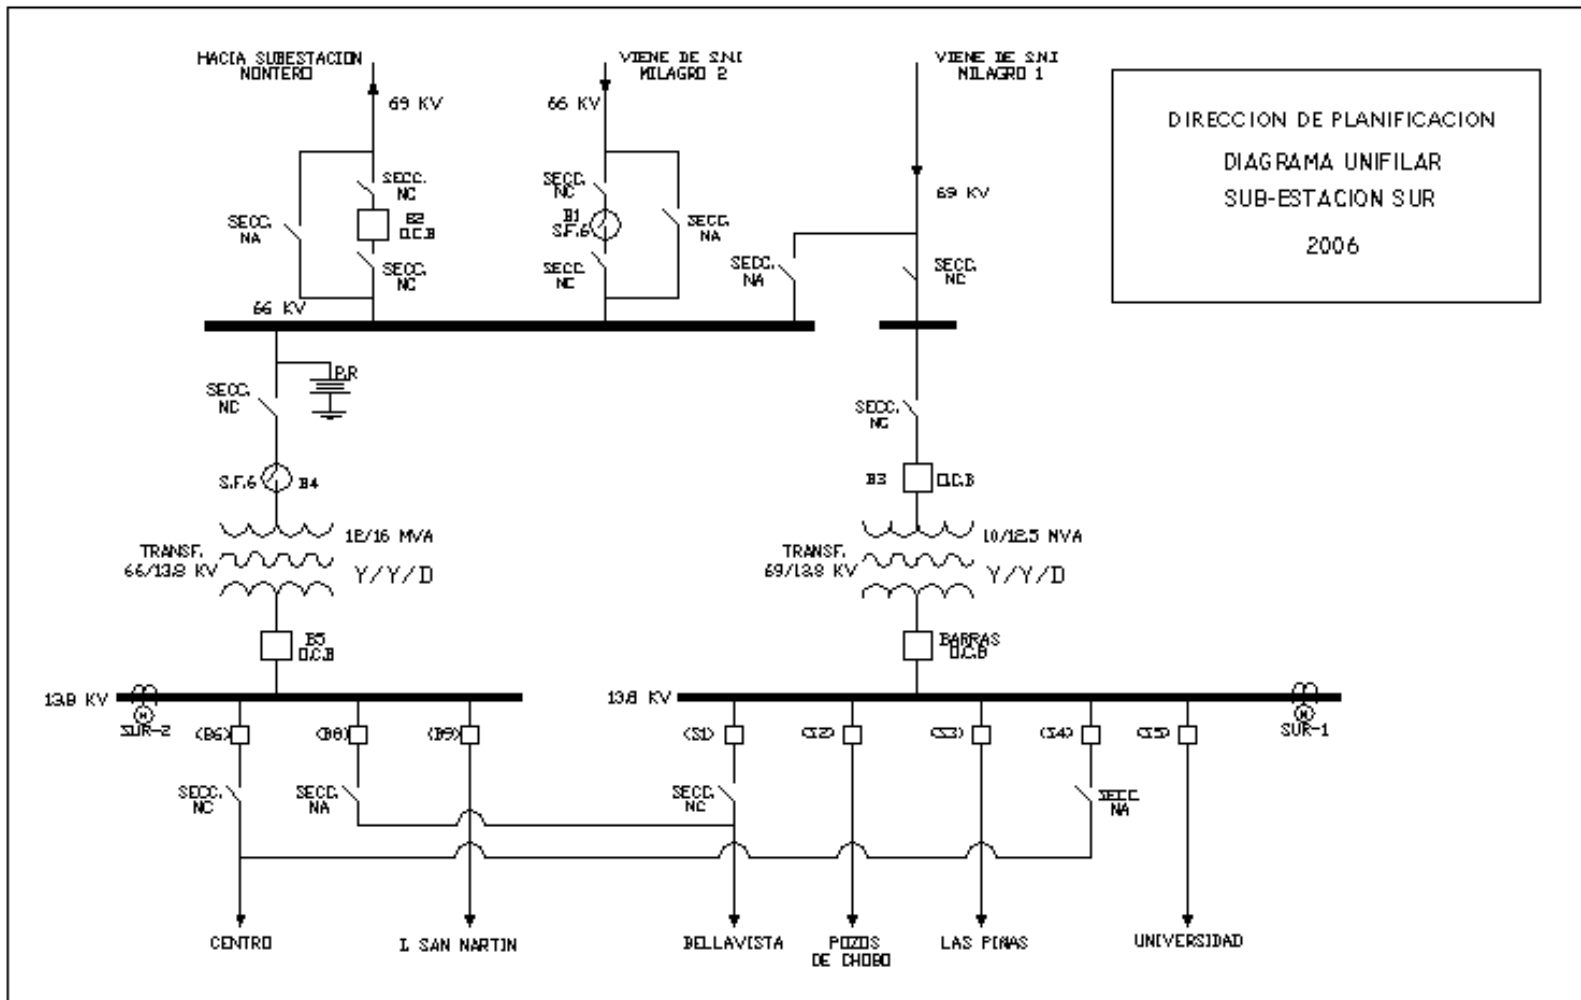 HACIA SUBESTACION
NONTERO
69 KV
VIENE DE S.N.I
MILAGRO 2
66 KV
VIENE DE S.N.I
NILAGRO 1
69 KV
DIRECCION DE PLANIFICACION
DIAGRAMA UNIFILAR
SUB-ESTACION SUR
2006
SECC.
NC
B2
O.C.B
SECC.
NA
SECC.
NC
SECC.
NC
B1
S.F.6
SECC.
NA
SECC.
NC
SECC.
NA
SECC.
NC
66 KV
P.R
SECC.
NC
SECC.
NC
S.F.6
B4
B3
O.C.B
12/16 MVA
TRANSF.
66/13.8 KV
Y/Y/D
10/12.5 NVA
TRANSF.
69/13.8 KV
Y/Y/D
B5
O.C.B
BARRAS
O.C.B
13.8 KV
SUR-2
13.8 KV
SUR-1
(B6)
(B8)
(B9)
(S1)
(S2)
(S3)
(S4)
(S5)
SECC.
NC
SECC.
NA
SECC.
NC
SECC.
NA
CENTRO
I. SAN NARTIN
BELLAVISTA
POZOS
DE CHOBO
LAS PIÑAS
UNIVERSIDAD